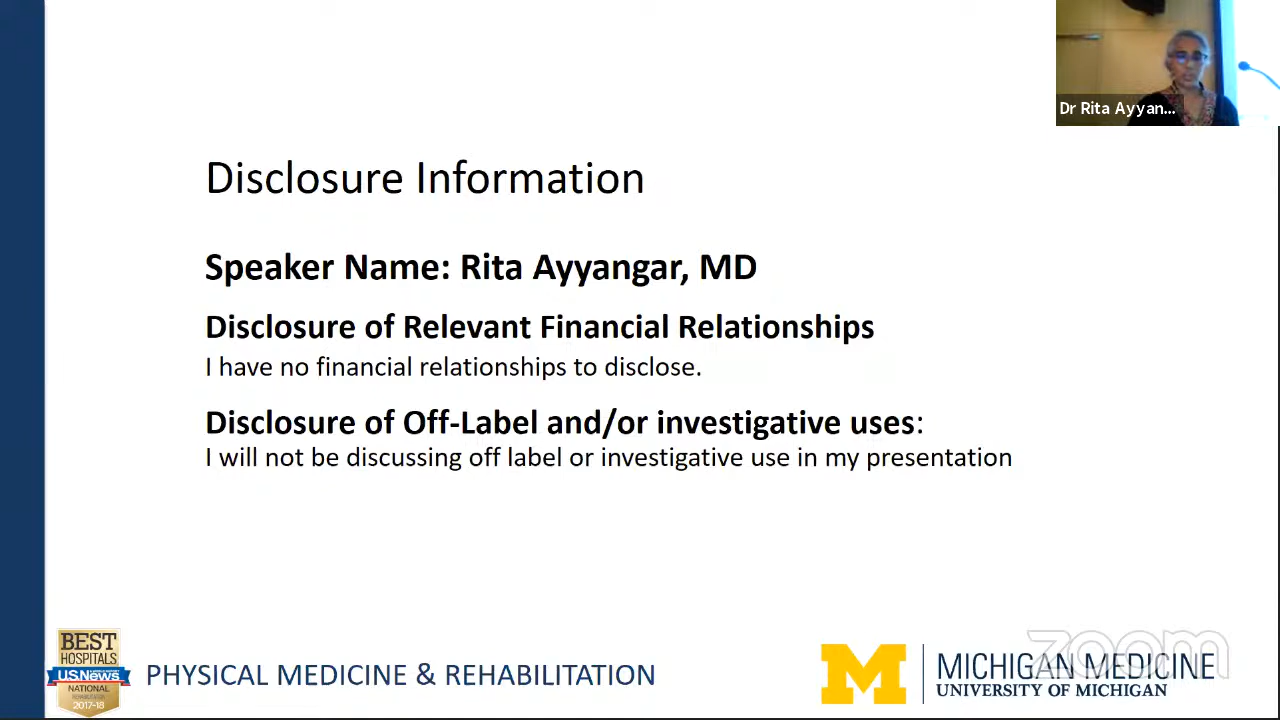 Dr Rita Ayyan...
Disclosure Information
Speaker Name: Rita Ayyangar, MD
Disclosure of Relevant Financial Relationships
I have no financial relationships to disclose.
Disclosure of Off-Label and/or investigative uses:
I will not be discussing off label or investigative use in my presentation
BEST
HOSPITALS
U.S.News
NATIONAL
REHABILITATION
2017-18
PHYSICAL MEDICINE & REHABILITATION
M
MICHIGAN MEDICINE
UNIVERSITY OF MICHIGAN
zoom